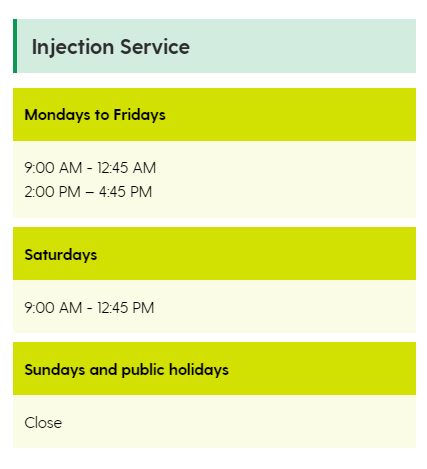 Injection Service
Mondays to Fridays
9:00 AM - 12:45 AM
2:00 PM – 4:45 PM
Saturdays
9:00 AM - 12:45 PM
Sundays and public holidays
Close